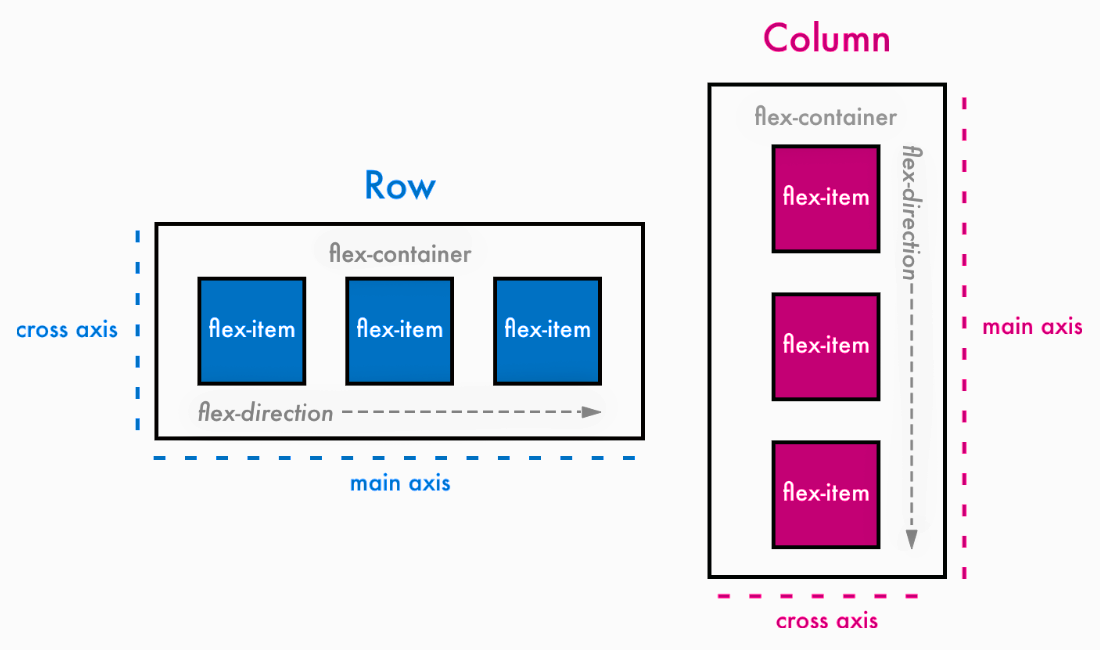 Row
flex-container
flex-item flex-item flex-item
flex-direction
cross axis
main axis
Column
flex-container
flex-item
flex-item
flex-item
flex-direction
main axis
cross axis